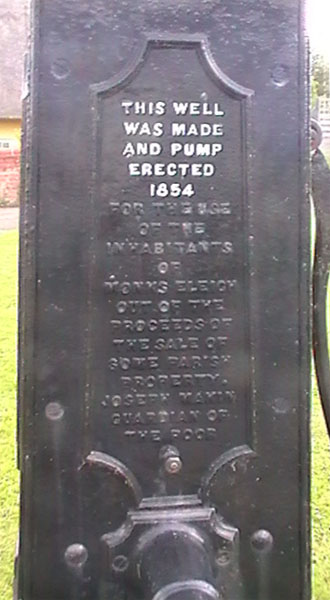 THIS WELL
WAS MADE
AND PUMP
ERECTED
1854
FOR THE USE
OF THE
INHABITANTS
OF
MONKS ELEIGH
OUT OF THE
PROCEEDS OF
THE SALE OF
SOME PARISH
PROPERTY.
JOSEPH MAKIN
GUARDIAN OF
THE POOR